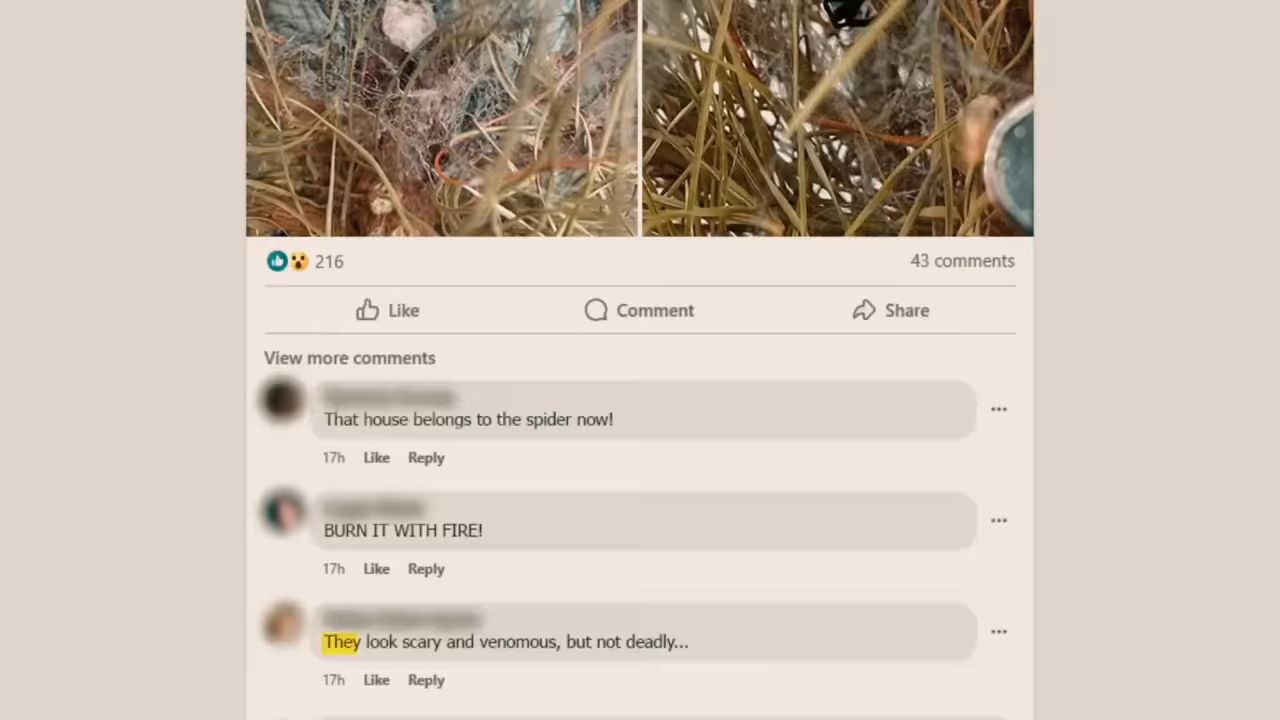 216
43 comments
Like
Comment
Share
View more comments
That house belongs to the spider now!
17h Like Reply
BURN IT WITH FIRE!
17h Like Reply
They look scary and venomous, but not deadly...
17h Like Reply